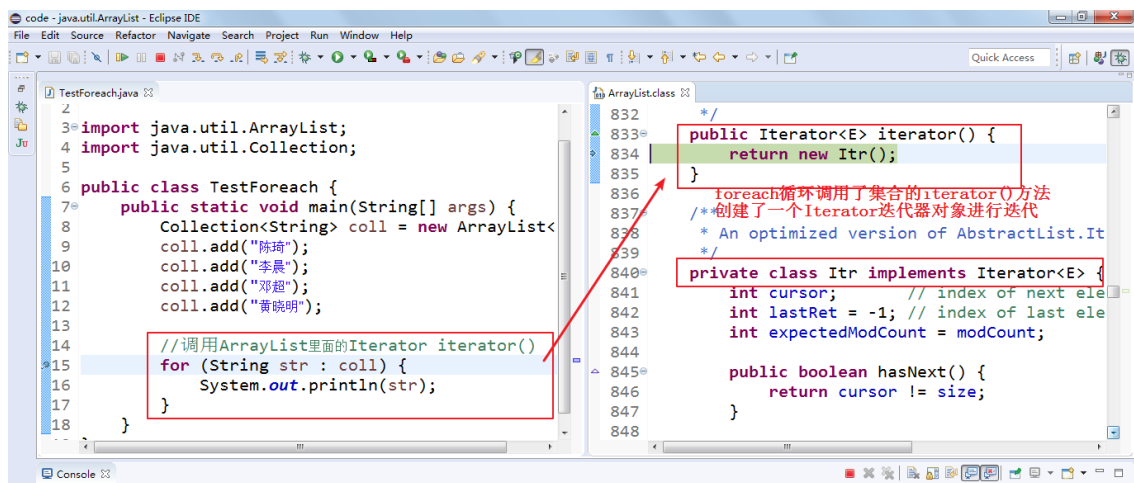 code - java.util.ArrayList - Eclipse IDE
File Edit Source Refactor Navigate Search Project Run Window Help
Quick Access
TestForeach.java
2
3 import java.util.ArrayList;
4 import java.util.Collection;
5
6 public class TestForeach {
7 public static void main(String[] args) {
8 Collection<String> coll = new ArrayList<
9 coll.add("陈琦");
10 coll.add("李晨");
11 coll.add("邓超");
12 coll.add("黄晓明");
13
14 //调用ArrayList里面的Iterator iterator()
15 for (String str : coll) {
16 System.out.println(str);
17 }
18 }
ArrayList.class
832 */
833 public Iterator<E> iterator() {
834 return new Itr();
835 }
836
foreach循环调用了集合的iterator()方法
837 /**
创建了一个Iterator迭代器对象进行迭代
838 * An optimized version of AbstractList.It
839 */
840 private class Itr implements Iterator<E> {
841 int cursor; // index of next ele
842 int lastRet = -1; // index of last ele
843 int expectedModCount = modCount;
844
845 public boolean hasNext() {
846 return cursor != size;
847 }
848
Console